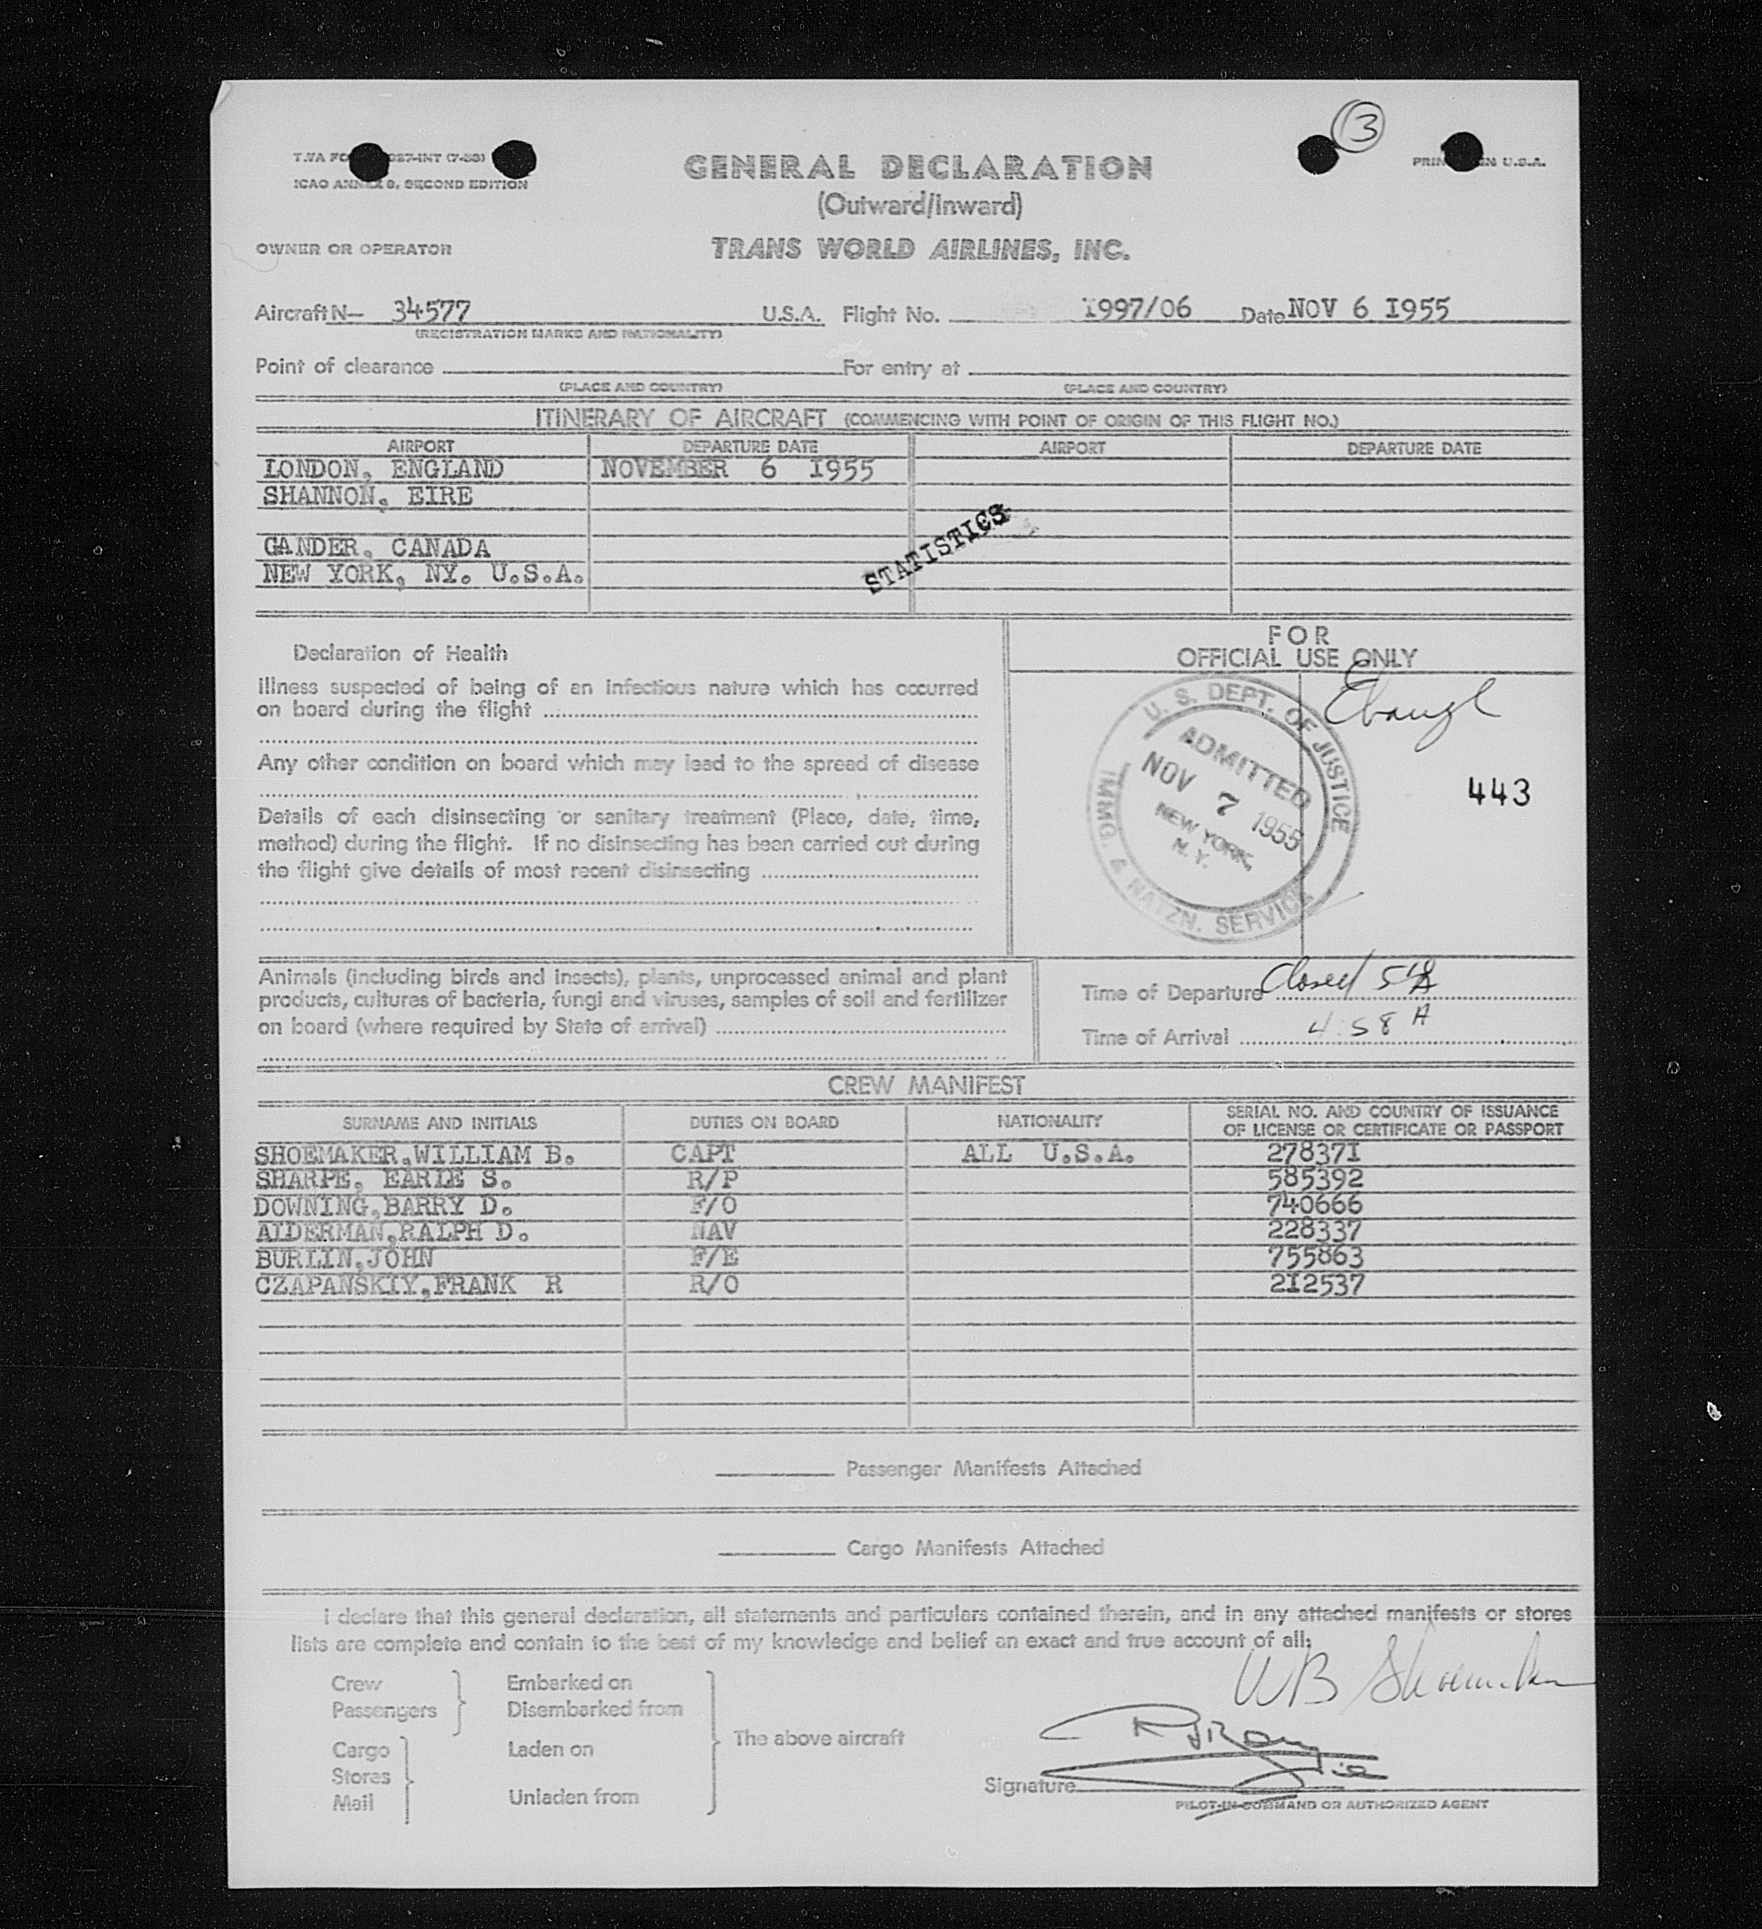 13
PRINTED IN U.S.A.
ICAO ANNEX 9, SECOND EDITION
GENERAL DECLARATION
(Outward/Inward)
OWNER OR OPERATOR
TRANS WORLD AIRLINES, INC.
Aircraft N— 34577 U.S.A. Flight No. 1997/06 Date NOV 6 1955
(REGISTRATION MARKS AND NATIONALITY)
Point of clearance For entry at
(PLACE AND COUNTRY) (PLACE AND COUNTRY)
ITINERARY OF AIRCRAFT (COMMENCING WITH POINT OF ORIGIN OF THIS FLIGHT NO.)
AIRPORT DEPARTURE DATE AIRPORT DEPARTURE DATE
LONDON, ENGLAND NOVEMBER 6 1955
SHANNON, EIRE
STATISTICS
GANDER, CANADA
NEW YORK, NY. U.S.A.
Declaration of Health
Illness suspected of being of an infectious nature which has occurred
on board during the flight
Any other condition on board which may lead to the spread of disease
Details of each disinsecting or sanitary treatment (Place, date, time,
method) during the flight. If no disinsecting has been carried out during
the flight give details of most recent disinsecting
FOR
OFFICIAL USE ONLY
U. S. DEPT. OF JUSTICE
ADMITTED
NOV 7 1955
NEW YORK,
N. Y.
IMMG. & NATZN. SERVICE
443
Animals (including birds and insects), plants, unprocessed animal and plant
products, cultures of bacteria, fungi and viruses, samples of soil and fertilizer
on board (where required by State of arrival)
Time of Departure Closed
Time of Arrival 4:58 A
CREW MANIFEST
SURNAME AND INITIALS DUTIES ON BOARD NATIONALITY SERIAL NO. AND COUNTRY OF ISSUANCE
OF LICENSE OR CERTIFICATE OR PASSPORT
SHOEMAKER,WILLIAM B. CAPT ALL U.S.A. 278371
SHARPE, EARLE S. R/P 585392
DOWNING,BARRY D. F/O 740666
ALDERMAN,RALPH D. NAV 228337
BURLIN,JOHN F/E 755863
CZAPANSKIY,FRANK R R/O 212537
Passenger Manifests Attached
Cargo Manifests Attached
I declare that this general declaration, all statements and particulars contained therein, and in any attached manifests or stores
lists are complete and contain to the best of my knowledge and belief an exact and true account of all:
WB Shoemaker
Crew
Passengers
Embarked on
Disembarked from
Cargo
Stores
Mail
Laden on
Unladen from
The above aircraft
Signature
PILOT-IN-COMMAND OR AUTHORIZED AGENT